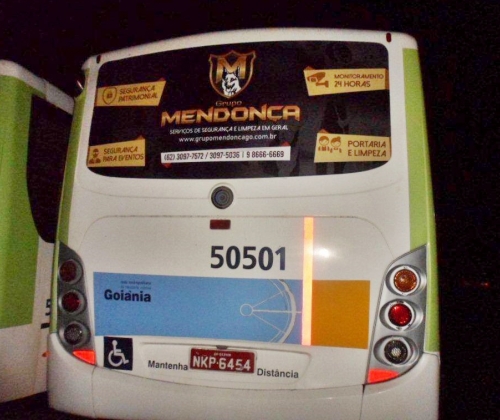 M
Grupo
MENDONÇA
SERVIÇOS DE SEGURANÇA E LIMPEZA EM GERAL
www.grupomendoncago.com.br
(62) 3097-7572 / 3097-5036 | 9 8666-6669
SEGURANÇA
PATRIMONIAL
MONITORAMENTO
24 HORAS
SEGURANÇA
PARA EVENTOS
PORTARIA
E LIMPEZA
50501
Goiânia
Mantenha
Distância
NKP-6454